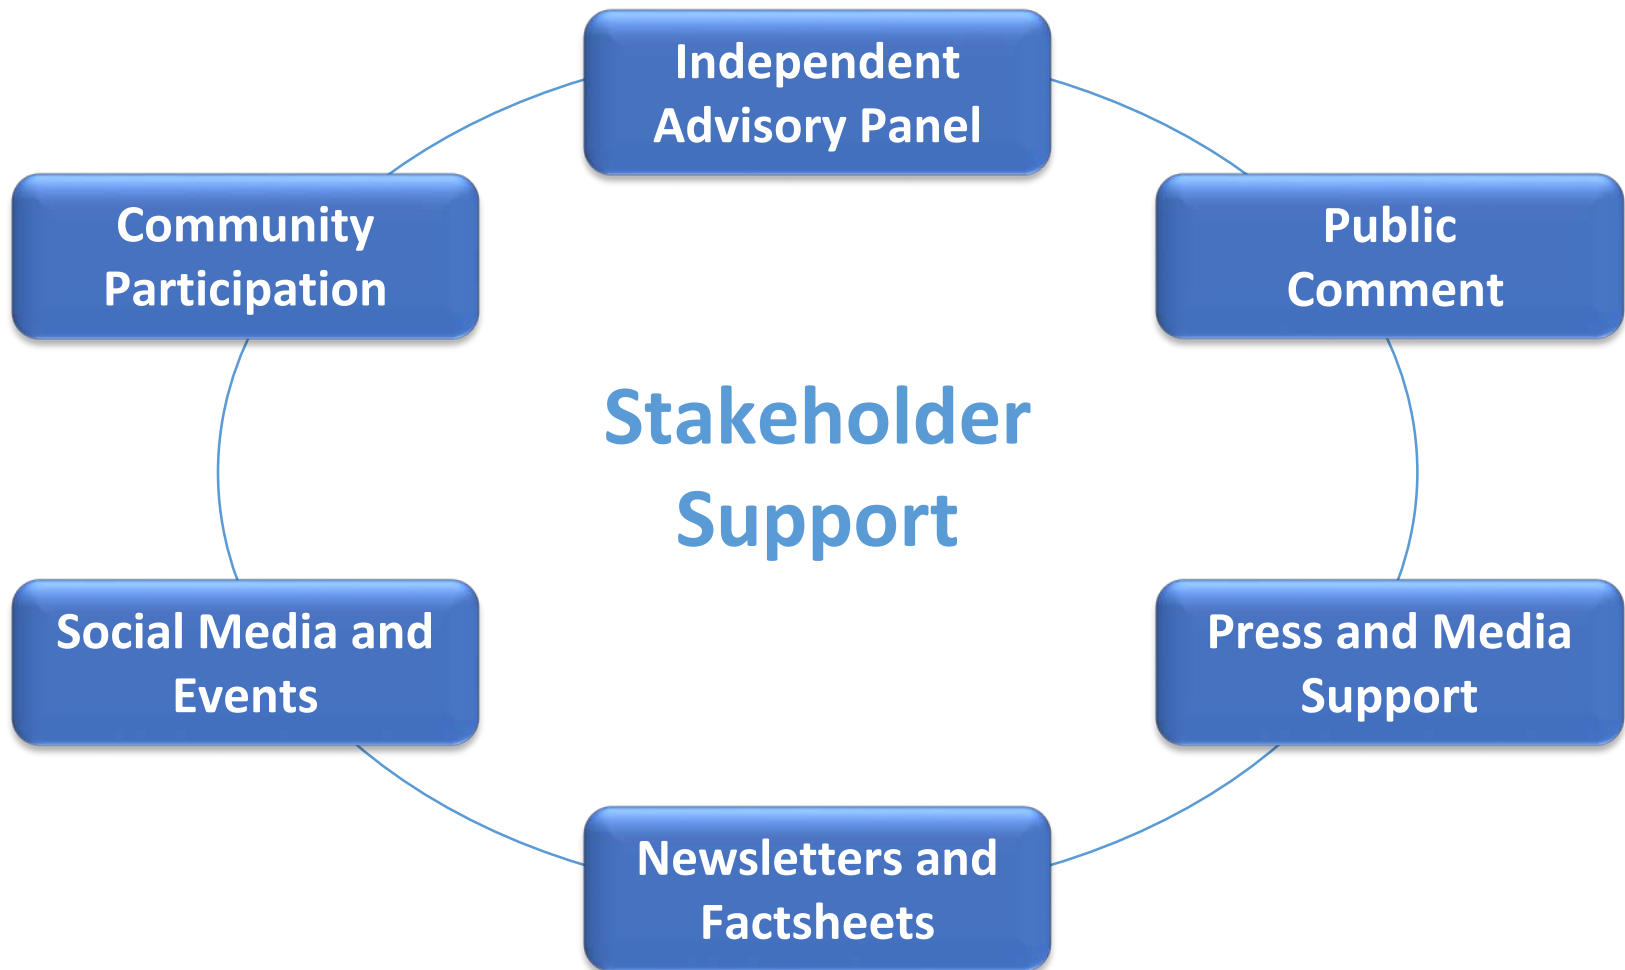 Independent
Advisory Panel
Community
Participation
Public
Comment
Stakeholder
Support
Social Media and
Events
Press and Media
Support
Newsletters and
Factsheets